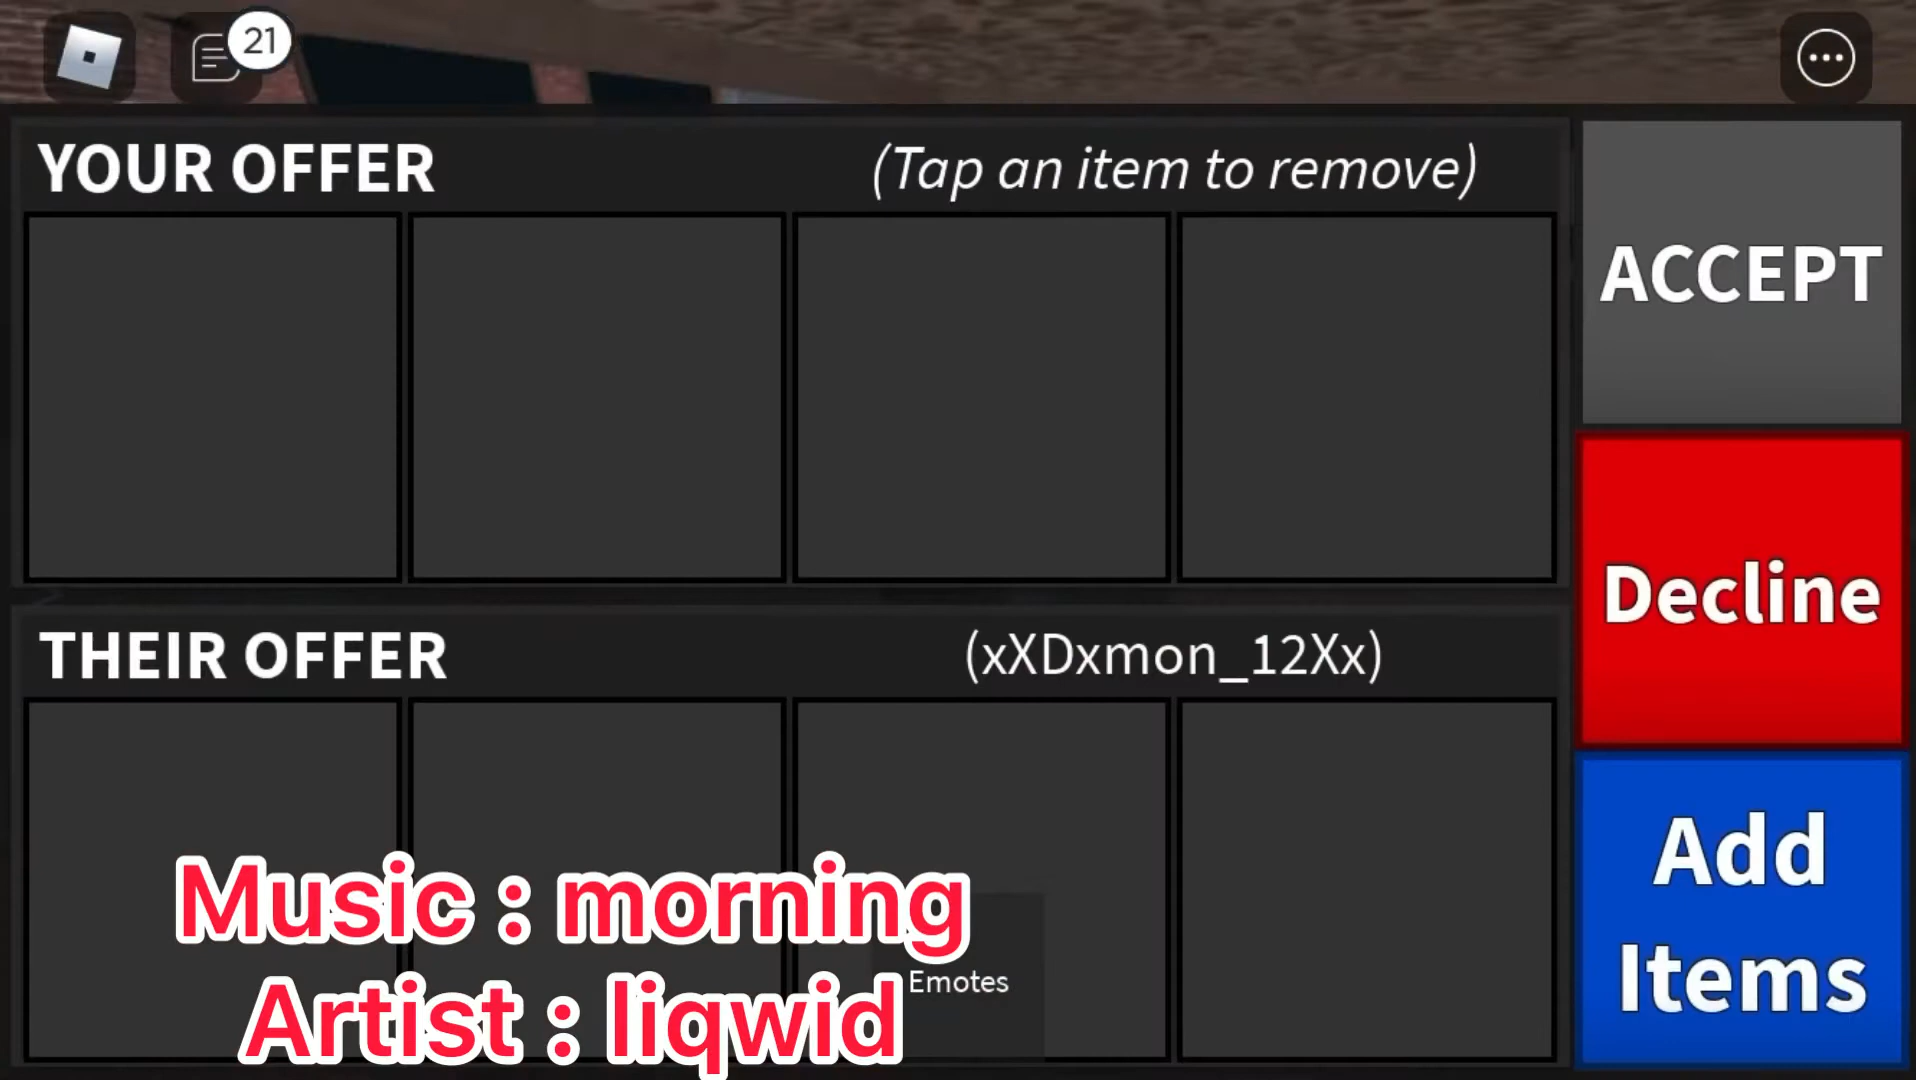 21
YOUR OFFER (Tap an item to remove)
ACCEPT
Decline
THEIR OFFER (xXDxmon_12Xx)
Add
Items
Music : morning
Emotes
Artist : liqwid